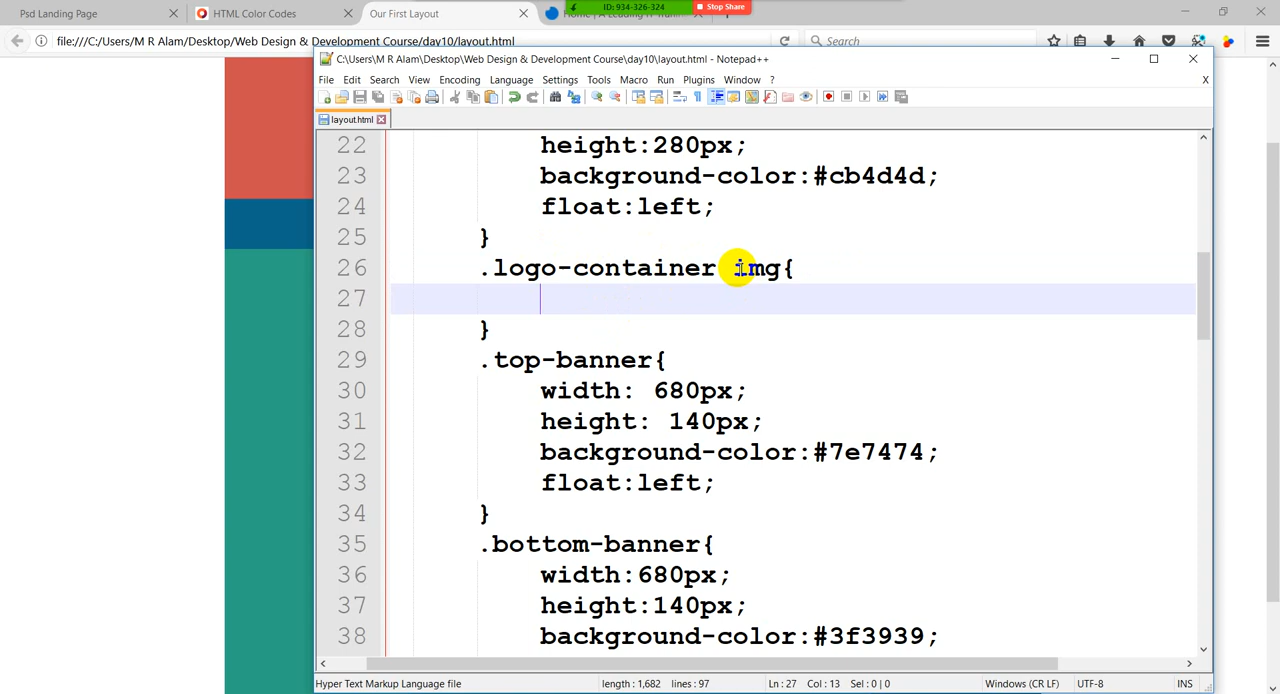 Psd Landing Page
HTML Color Codes
Our First Layout
ID: 934-326-324
Stop Share
file:///C:/Users/M R Alam/Desktop/Web Design & Development Course/day10/layout.html
Search
C:\Users\M R Alam\Desktop\Web Design & Development Course\day10\layout.html - Notepad++
File Edit Search View Encoding Language Settings Tools Macro Run Plugins Window ? X
layout.html
22 height:280px;
23 background-color:#cb4d4d;
24 float:left;
25 }
26 .logo-container img{
27
28 }
29 .top-banner{
30 width: 680px;
31 height: 140px;
32 background-color:#7e7474;
33 float:left;
34 }
35 .bottom-banner{
36 width:680px;
37 height:140px;
38 background-color:#3f3939;
Hyper Text Markup Language file length : 1,682 lines : 97 Ln : 27 Col : 13 Sel : 0 | 0 Windows (CR LF) UTF-8 INS